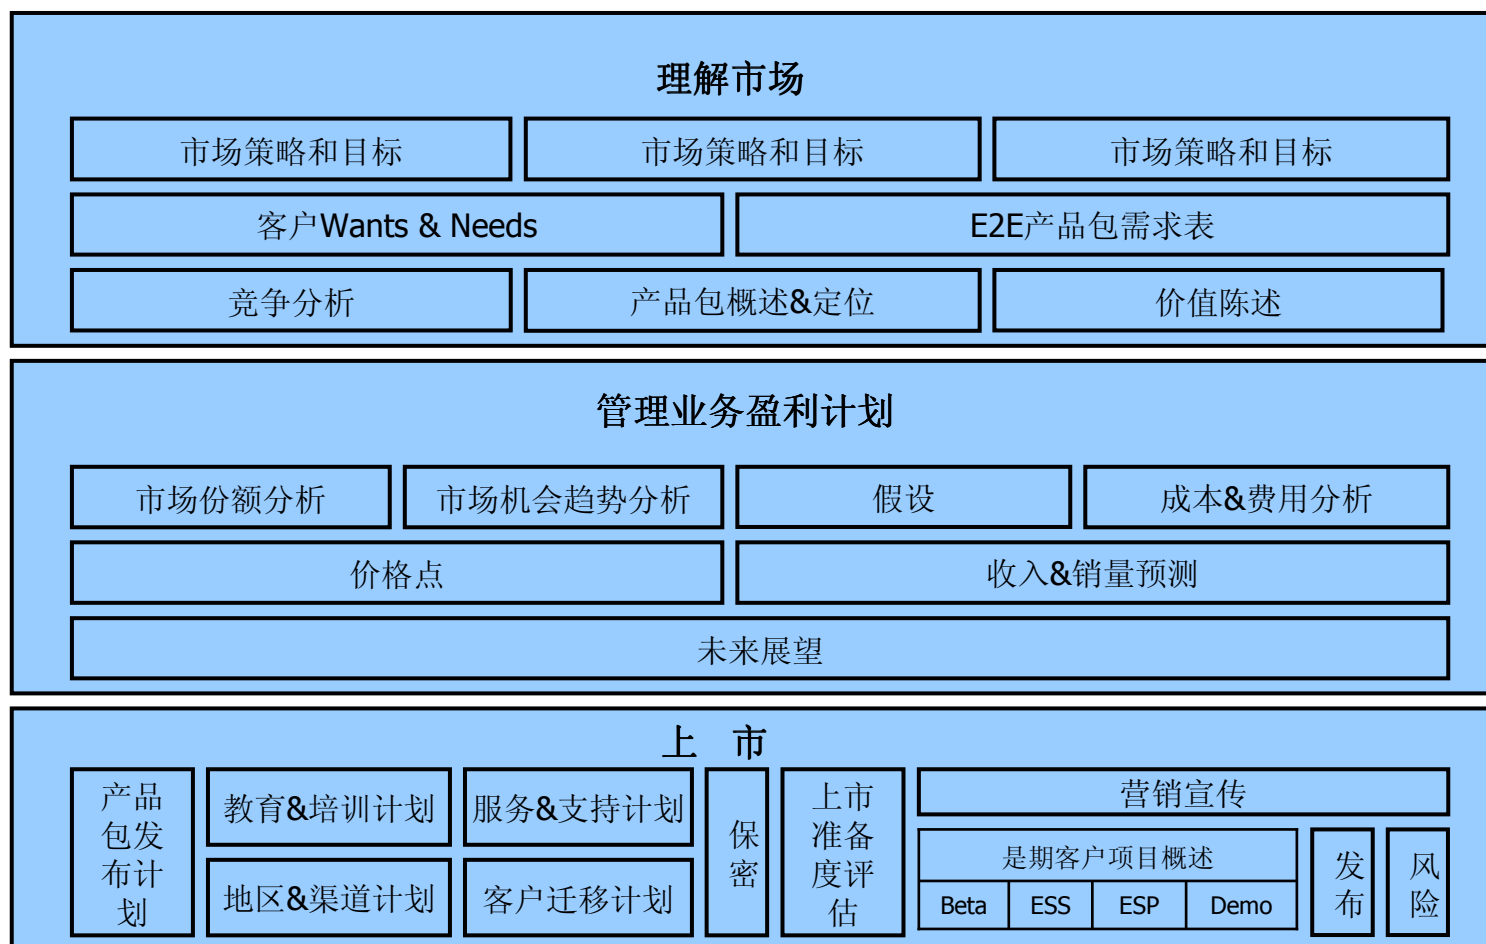 理解市场
市场策略和目标
市场策略和目标
市场策略和目标
客户Wants & Needs
E2E产品包需求表
竞争分析
产品包概述&定位
价值陈述
管理业务盈利计划
市场份额分析
市场机会趋势分析
假设
成本&费用分析
价格点
收入&销量预测
未来展望
上 市
产品
包发
布计
划
教育&培训计划
服务&支持计划
地区&渠道计划
客户迁移计划
保
密
上市
准备
度评
估
营销宣传
是期客户项目概述
Beta
ESS
ESP
Demo
发
布
风
险